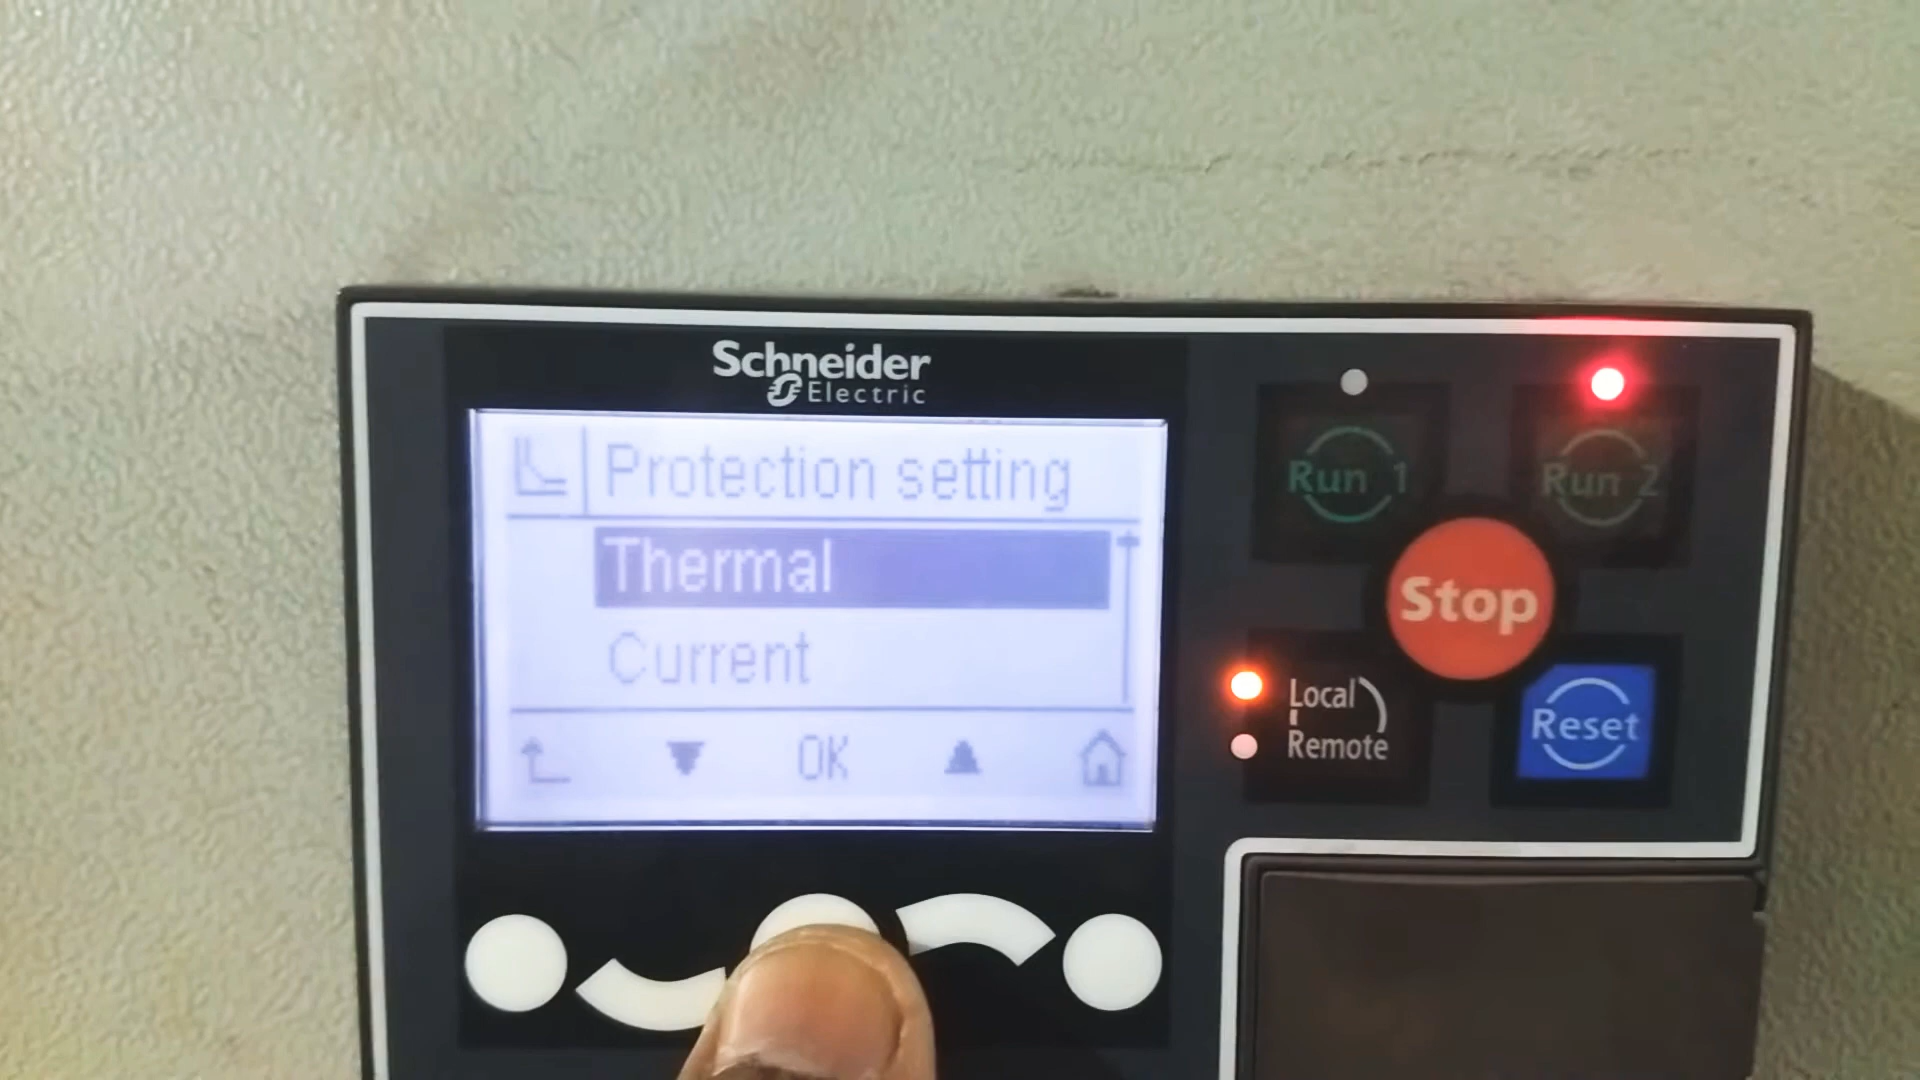 Schneider
Electric
Protection setting
Thermal
Current
OK
Run 1
Run 2
Stop
Local
Remote
Reset